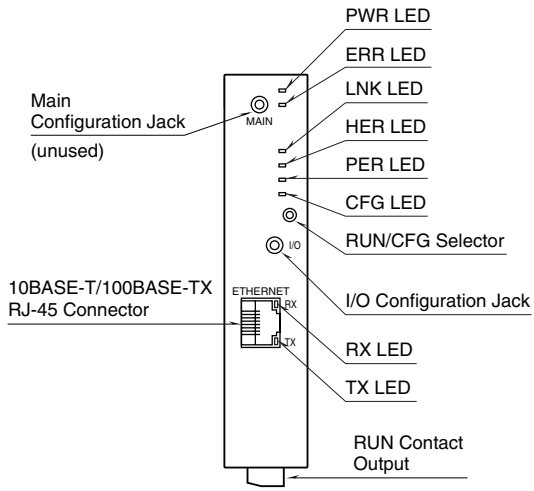 PWR LED
ERR LED
LNK LED
HER LED
PER LED
CFG LED
RUN/CFG Selector
I/O Configuration Jack
RX LED
TX LED
RUN Contact
Output
Main
Configuration Jack
(unused)
10BASE-T/100BASE-TX
RJ-45 Connector
MAIN
I/O
ETHERNET
RX
TX